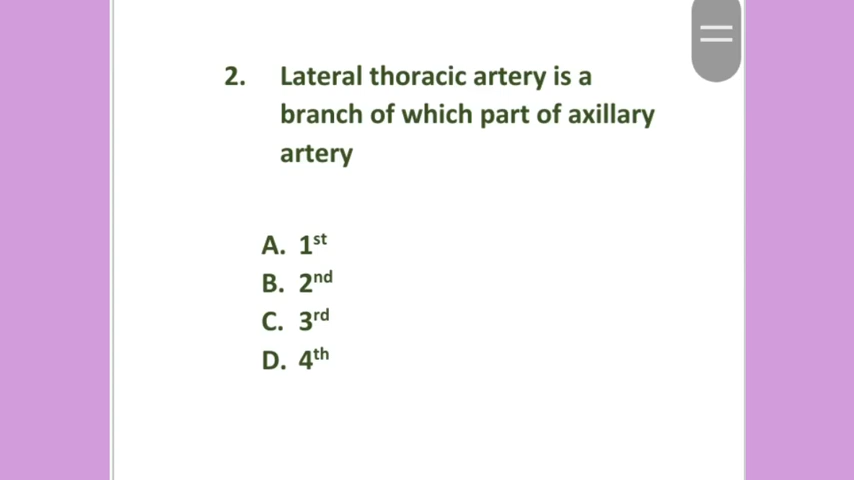 2. Lateral thoracic artery is a
branch of which part of axillary
artery
A. 1st
B. 2nd
C. 3rd
D. 4th